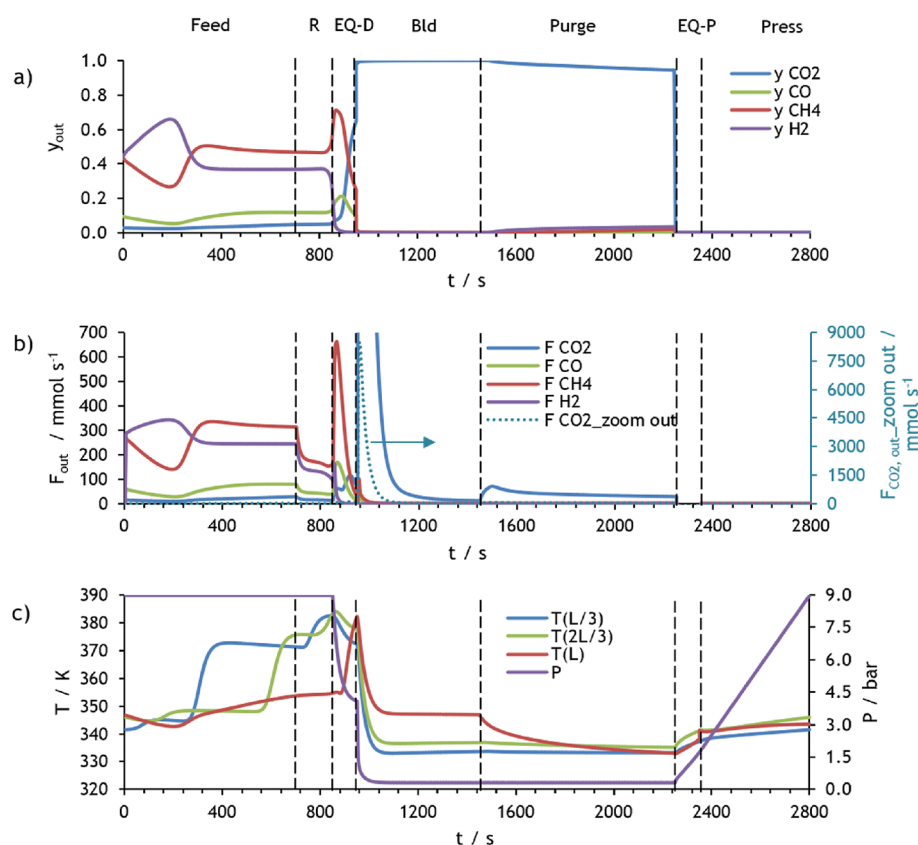 Feed R EQ-D Bld Purge EQ-P Press
a)
1.0
0.8
0.6
0.4
0.2
0.0
y_out
y CO2
y CO
y CH4
y H2
0 400 800 1200 1600 2000 2400 2800
t / s
b)
700
600
500
400
300
200
100
0
F_out / mmol s⁻¹
F CO2
F CO
F CH4
F H2
F CO2_zoom out
9000
7500
6000
4500
3000
1500
0
F_CO2, out_zoom out / mmol s⁻¹
0 400 800 1200 1600 2000 2400 2800
t / s
c)
390
380
370
360
350
340
330
320
T / K
T(L/3)
T(2L/3)
T(L)
P
9.0
7.5
6.0
4.5
3.0
1.5
0.0
P / bar
0 400 800 1200 1600 2000 2400 2800
t / s